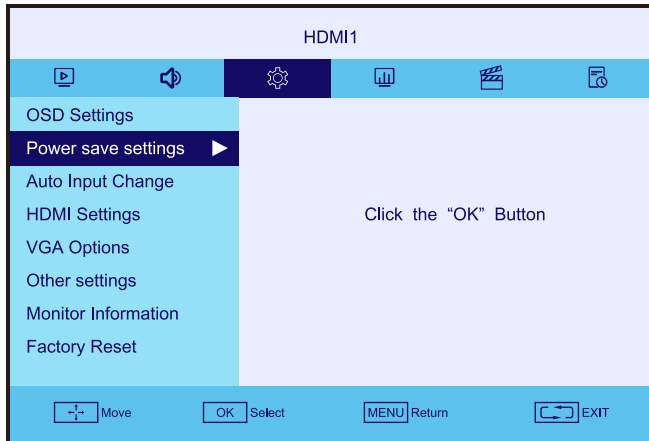 HDMI1
OSD Settings
Power save settings
Auto Input Change
HDMI Settings
Click the “OK” Button
VGA Options
Other settings
Monitor Information
Factory Reset
Move OK Select MENU Return EXIT